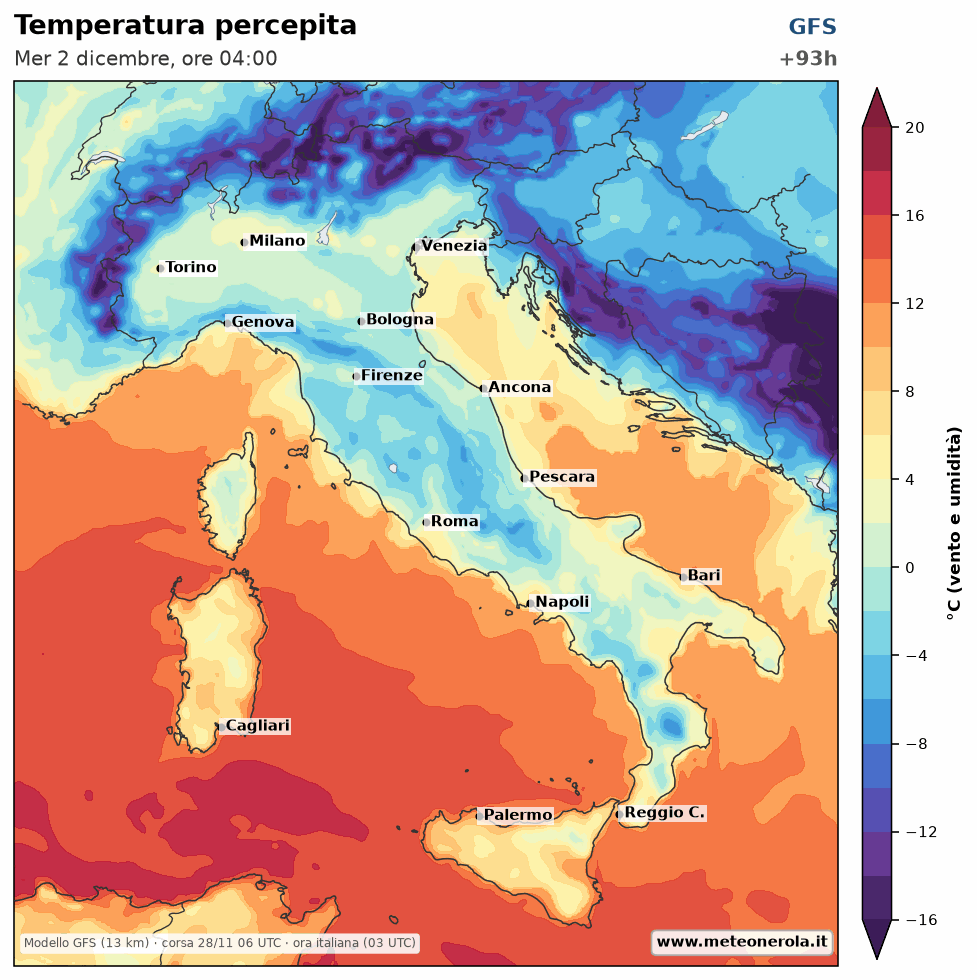 Temperatura percepita
GFS
Mer 2 dicembre, ore 04:00
+93h
Milano
Venezia
Torino
Genova
Bologna
Firenze
Ancona
Pescara
Roma
Bari
Napoli
Cagliari
Palermo
Reggio C.
20
16
12
8
4
0
−4
−8
−12
−16
°C (vento e umidità)
Modello GFS (13 km) · corsa 28/11 06 UTC · ora italiana (03 UTC)
www.meteonerola.it